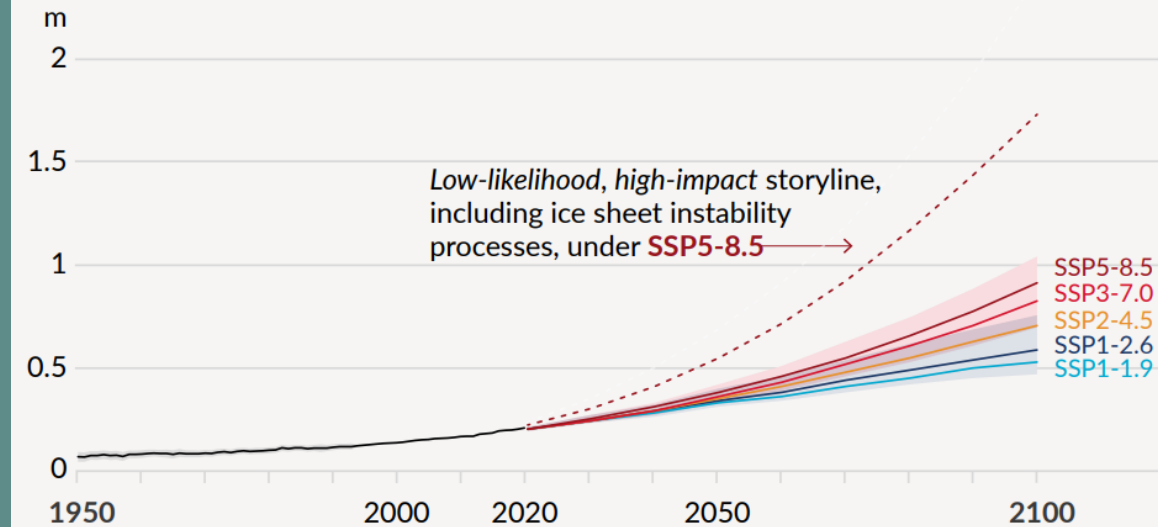 m
2
1.5
Low-likelihood, high-impact storyline,
including ice sheet instability
processes, under SSP5-8.5
1
SSP5-8.5
SSP3-7.0
SSP2-4.5
SSP1-2.6
SSP1-1.9
0.5
0
1950 2000 2020 2050 2100